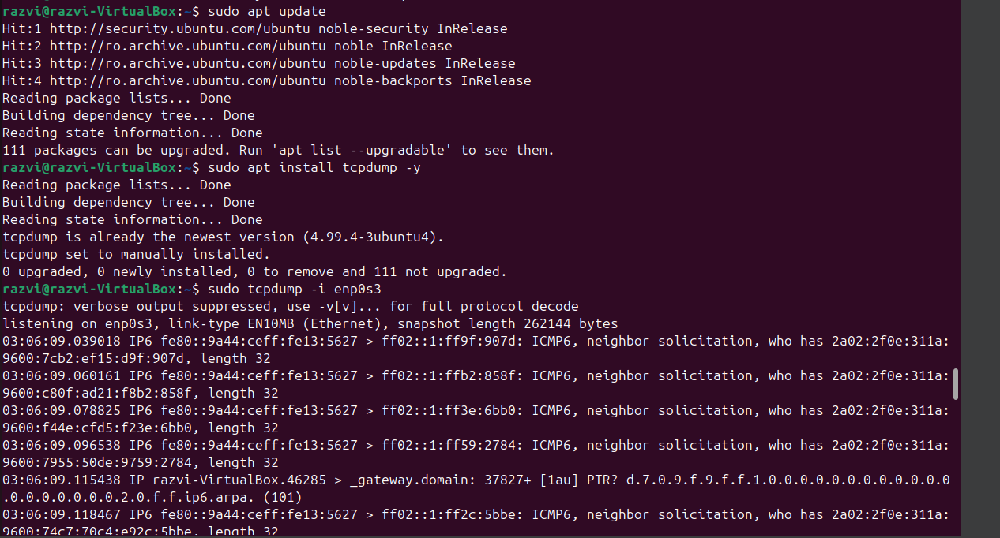 razvi@razvi-VirtualBox:~$ sudo apt update
Hit:1 http://security.ubuntu.com/ubuntu noble-security InRelease
Hit:2 http://ro.archive.ubuntu.com/ubuntu noble InRelease
Hit:3 http://ro.archive.ubuntu.com/ubuntu noble-updates InRelease
Hit:4 http://ro.archive.ubuntu.com/ubuntu noble-backports InRelease
Reading package lists... Done
Building dependency tree... Done
Reading state information... Done
111 packages can be upgraded. Run 'apt list --upgradable' to see them.
razvi@razvi-VirtualBox:~$ sudo apt install tcpdump -y
Reading package lists... Done
Building dependency tree... Done
Reading state information... Done
tcpdump is already the newest version (4.99.4-3ubuntu4).
tcpdump set to manually installed.
0 upgraded, 0 newly installed, 0 to remove and 111 not upgraded.
razvi@razvi-VirtualBox:~$ sudo tcpdump -i enp0s3
tcpdump: verbose output suppressed, use -v[v]... for full protocol decode
listening on enp0s3, link-type EN10MB (Ethernet), snapshot length 262144 bytes
03:06:09.039018 IP6 fe80::9a44:ceff:fe13:5627 > ff02::1:ff9f:907d: ICMP6, neighbor solicitation, who has 2a02:2f0e:311a:
9600:7cb2:ef15:d9f:907d, length 32
03:06:09.060161 IP6 fe80::9a44:ceff:fe13:5627 > ff02::1:ffb2:858f: ICMP6, neighbor solicitation, who has 2a02:2f0e:311a:
9600:c80f:ad21:f8b2:858f, length 32
03:06:09.078825 IP6 fe80::9a44:ceff:fe13:5627 > ff02::1:ff3e:6bb0: ICMP6, neighbor solicitation, who has 2a02:2f0e:311a:
9600:f44e:cfd5:f23e:6bb0, length 32
03:06:09.096538 IP6 fe80::9a44:ceff:fe13:5627 > ff02::1:ff59:2784: ICMP6, neighbor solicitation, who has 2a02:2f0e:311a:
9600:7955:50de:9759:2784, length 32
03:06:09.115438 IP razvi-VirtualBox.46285 > _gateway.domain: 37827+ [1au] PTR? d.7.0.9.f.9.f.f.1.0.0.0.0.0.0.0.0.0.0.0.0
.0.0.0.0.0.0.0.2.0.f.f.ip6.arpa. (101)
03:06:09.118467 IP6 fe80::9a44:ceff:fe13:5627 > ff02::1:ff2c:5bbe: ICMP6, neighbor solicitation, who has 2a02:2f0e:311a:
9600:74c7:70c4:e92c:5bbe, length 32